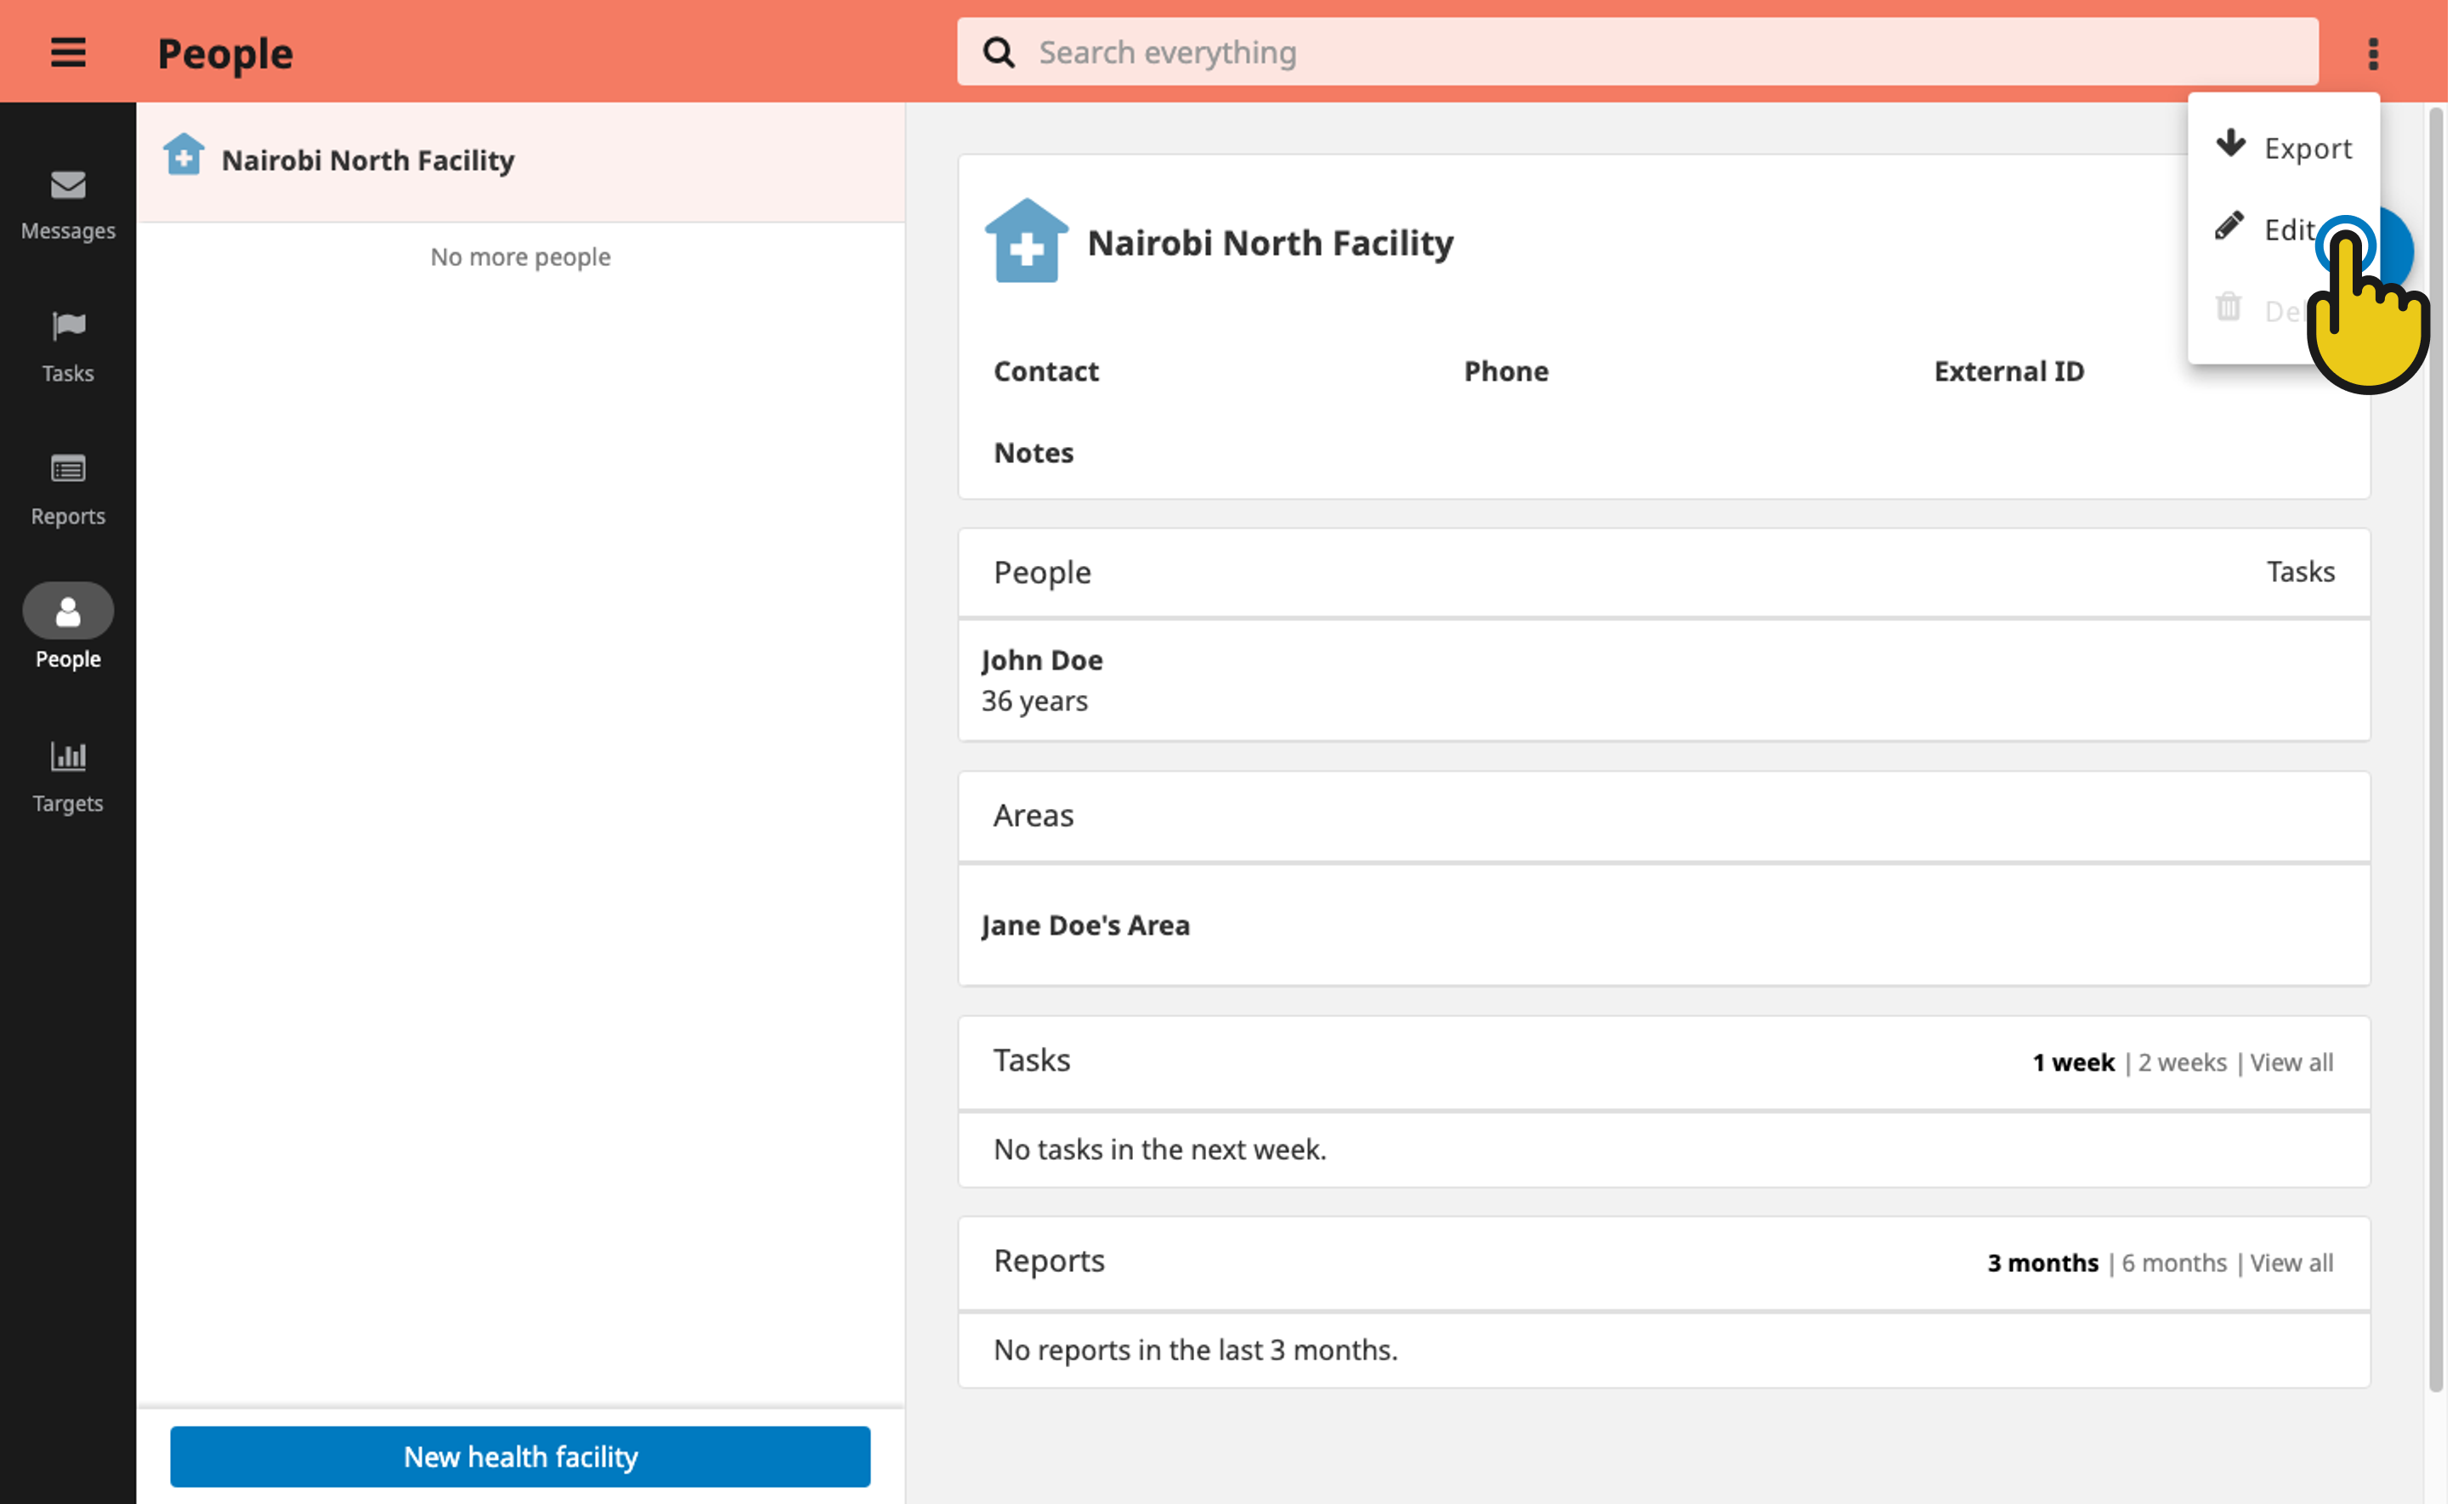 People
Search everything
Export
Edit
Messages
Tasks
Reports
People
Targets
Nairobi North Facility
No more people
New health facility
Nairobi North Facility
Contact
Phone
External ID
Notes
People
Tasks
John Doe
36 years
Areas
Jane Doe's Area
Tasks
1 week | 2 weeks | View all
No tasks in the next week.
Reports
3 months | 6 months | View all
No reports in the last 3 months.